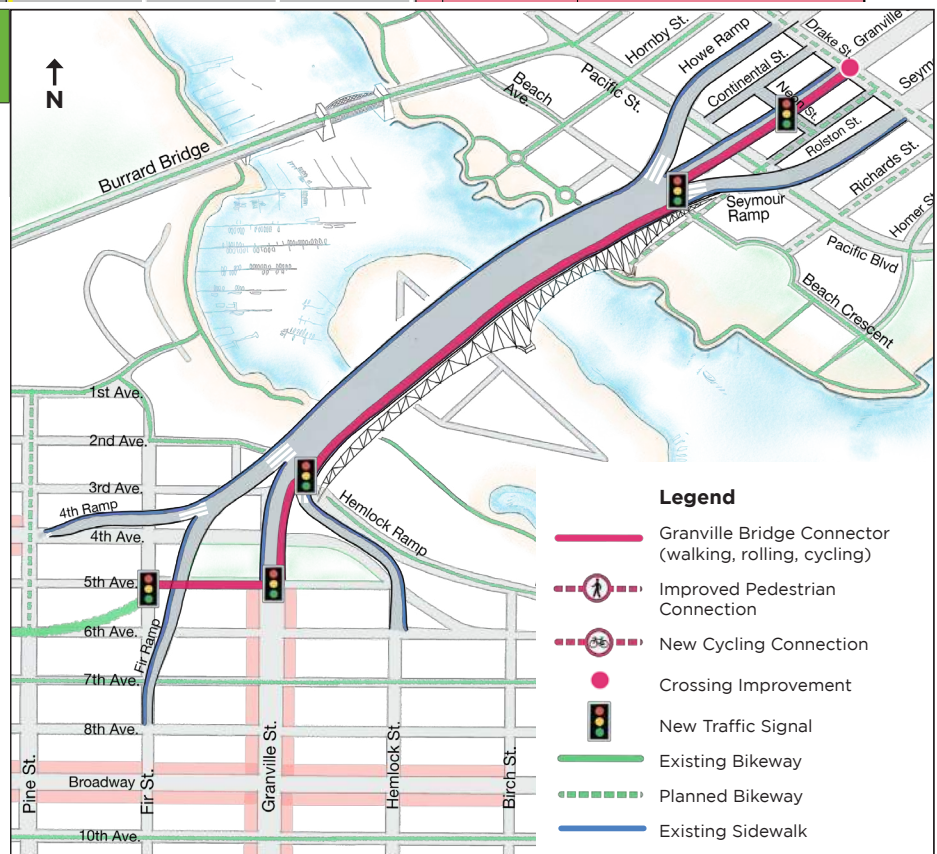 N
Burrard Bridge
Hornby St.
Howe Ramp
Drake St.
Granville
Beach Ave.
Pacific St.
Continental St.
Neon St.
Rolston St.
Richards St.
Seymour Ramp
Homer St
Pacific Blvd
Beach Crescent
1st Ave.
2nd Ave.
3rd Ave.
4th Ramp
4th Ave.
Hemlock Ramp
5th Ave.
6th Ave.
Fir Ramp
7th Ave.
8th Ave.
Broadway
10th Ave.
Pine St.
Fir St.
Granville St.
Hemlock St.
Birch St.
Legend
Granville Bridge Connector
(walking, rolling, cycling)
Improved Pedestrian
Connection
New Cycling Connection
Crossing Improvement
New Traffic Signal
Existing Bikeway
Planned Bikeway
Existing Sidewalk